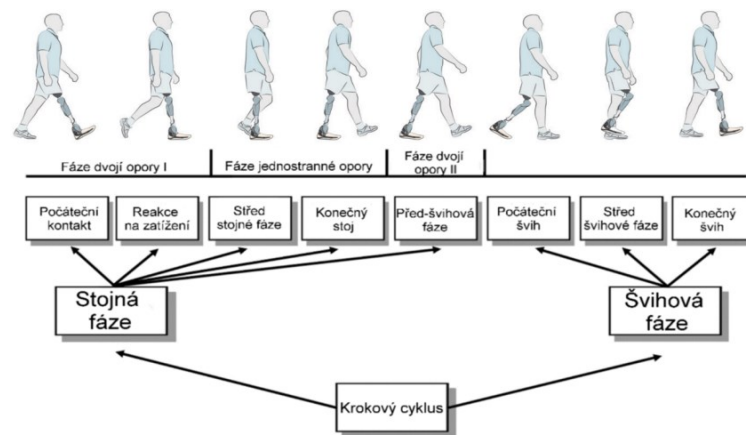 Fáze dvojí opory I
Fáze jednostranné opory
Fáze dvojí
opory II
Počáteční
kontakt
Reakce
na zatížení
Střed
stojné fáze
Konečný
stoj
Před-švihová
fáze
Počáteční
švih
Střed
švihové fáze
Konečný
švih
Stojná
fáze
Švihová
fáze
Krokový cyklus